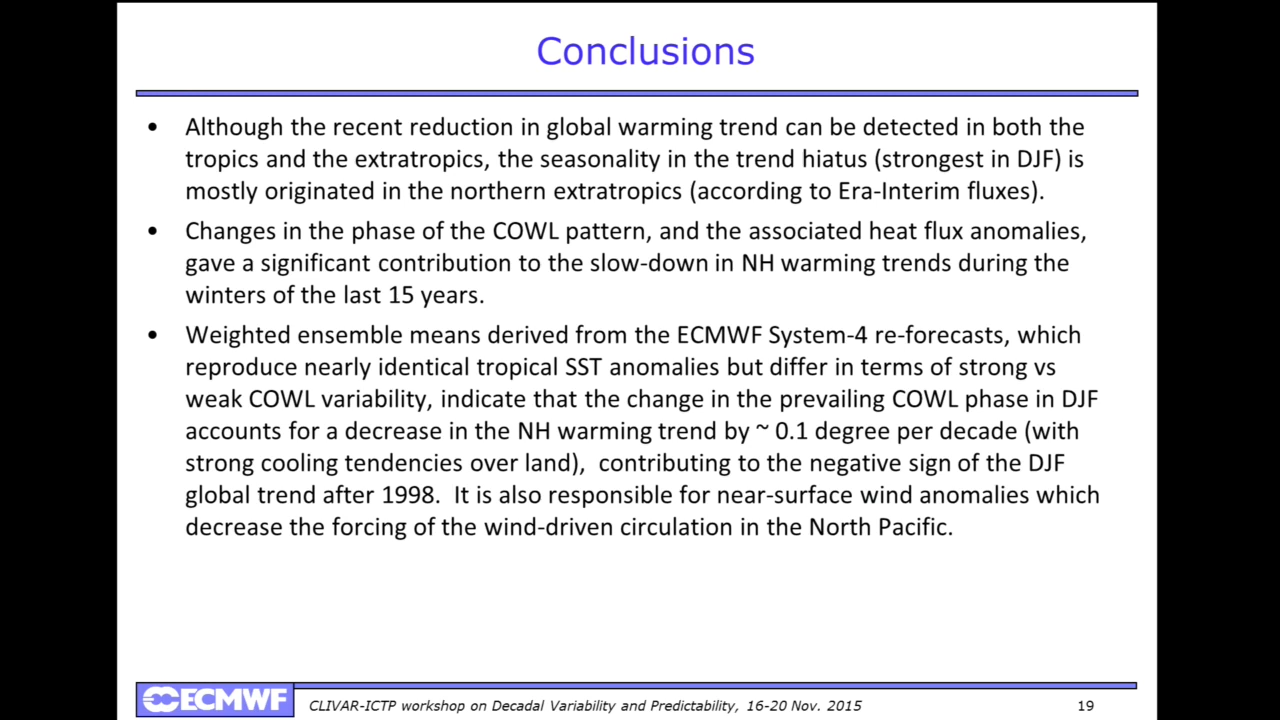 Conclusions
• Although the recent reduction in global warming trend can be detected in both the
tropics and the extratropics, the seasonality in the trend hiatus (strongest in DJF) is
mostly originated in the northern extratropics (according to Era-Interim fluxes).
• Changes in the phase of the COWL pattern, and the associated heat flux anomalies,
gave a significant contribution to the slow-down in NH warming trends during the
winters of the last 15 years.
• Weighted ensemble means derived from the ECMWF System-4 re-forecasts, which
reproduce nearly identical tropical SST anomalies but differ in terms of strong vs
weak COWL variability, indicate that the change in the prevailing COWL phase in DJF
accounts for a decrease in the NH warming trend by ~ 0.1 degree per decade (with
strong cooling tendencies over land),  contributing to the negative sign of the DJF
global trend after 1998.  It is also responsible for near-surface wind anomalies which
decrease the forcing of the wind-driven circulation in the North Pacific.
ECMWF CLIVAR-ICTP workshop on Decadal Variability and Predictability, 16-20 Nov. 2015 19